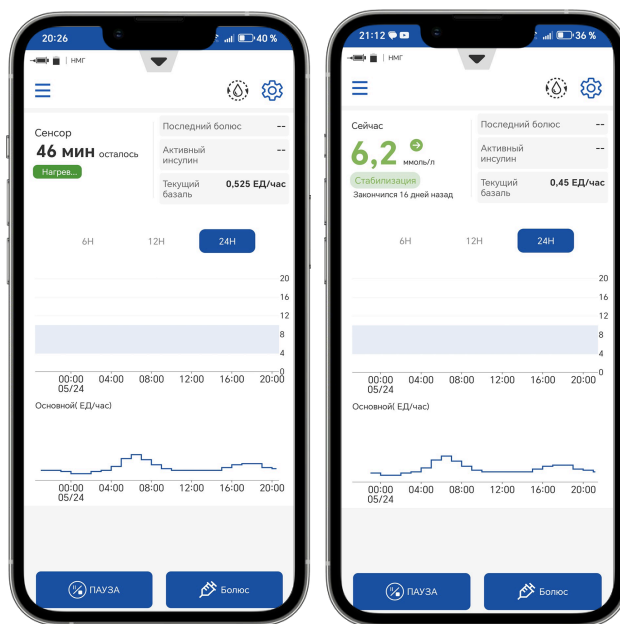 20:26
40 %
НМГ
Сенсор
46 мин осталось
Нагрев...
Последний болюс --
Активный инсулин --
Текущий базаль 0,525 ЕД/час
6H 12H 24H
20
16
12
8
4
0
00:00 04:00 08:00 12:00 16:00 20:00
05/24
Основной( ЕД/час)
00:00 04:00 08:00 12:00 16:00 20:00
05/24
ПАУЗА
Болюс
21:12
36 %
НМГ
Сейчас
6,2 ммоль/л
Стабилизация
Закончился 16 дней назад
Последний болюс --
Активный инсулин --
Текущий базаль 0,45 ЕД/час
6H 12H 24H
20
16
12
8
4
0
00:00 04:00 08:00 12:00 16:00 20:00
05/24
Основной( ЕД/час)
00:00 04:00 08:00 12:00 16:00 20:00
05/24
ПАУЗА
Болюс